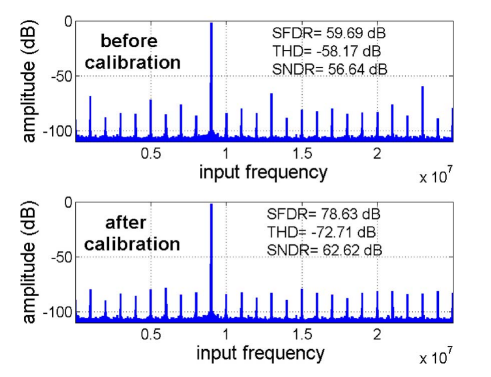 before
calibration
SFDR= 59.69 dB
THD= -58.17 dB
SNDR= 56.64 dB
amplitude (dB)
0
-50
-100
0.5
1
1.5
2
input frequency
x 10^7
after
calibration
SFDR= 78.63 dB
THD= -72.71 dB
SNDR= 62.62 dB
amplitude (dB)
0
-50
-100
0.5
1
1.5
2
input frequency
x 10^7